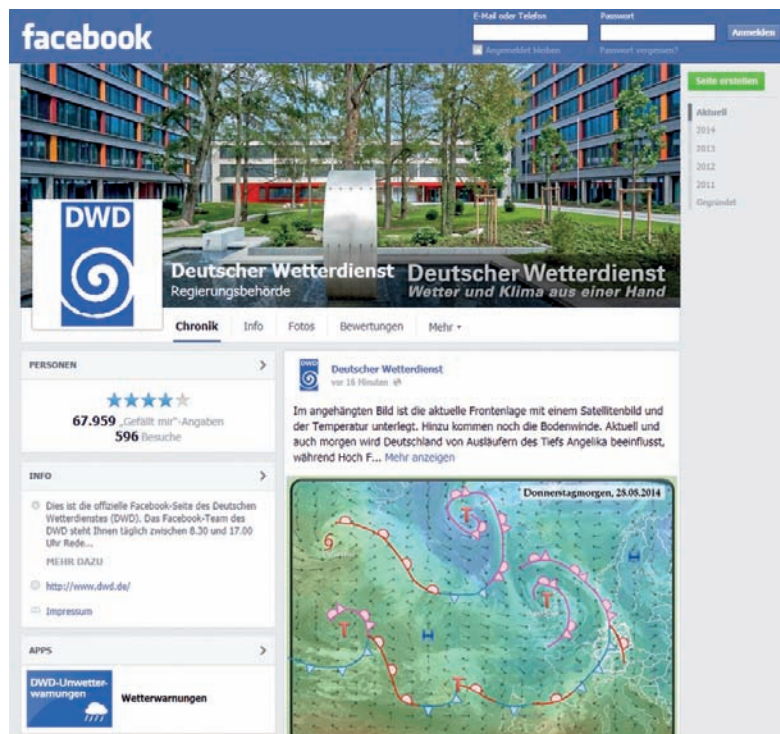 facebook
E-Mail oder Telefon
Passwort
Anmelden
Angemeldet bleiben
Passwort vergessen?
Seite erstellen
Aktuell
2014
2013
2012
2011
Gegründet
DWD
Deutscher Wetterdienst
Regierungsbehörde
Deutscher Wetterdienst
Wetter und Klima aus einer Hand
Chronik Info Fotos Bewertungen Mehr
PERSONEN
67.959 „Gefällt mir“-Angaben
596 Besuche
INFO
Dies ist die offizielle Facebook-Seite des Deutschen
Wetterdienstes (DWD). Das Facebook-Team des
DWD steht Ihnen täglich zwischen 8.30 und 17.00
Uhr Rede...
MEHR DAZU
http://www.dwd.de/
Impressum
APPS
DWD-Unwetter-
warnungen
Wetterwarnungen
DWD
Deutscher Wetterdienst
vor 16 Minuten
Im angehängten Bild ist die aktuelle Frontenlage mit einem Satellitenbild und
der Temperatur unterlegt. Hinzu kommen noch die Bodenwinde. Aktuell und
auch morgen wird Deutschland von Ausläufern des Tiefs Angelika beeinflusst,
während Hoch F... Mehr anzeigen
Donnerstagmorgen, 28.08.2014
T
H
T
T
H
T